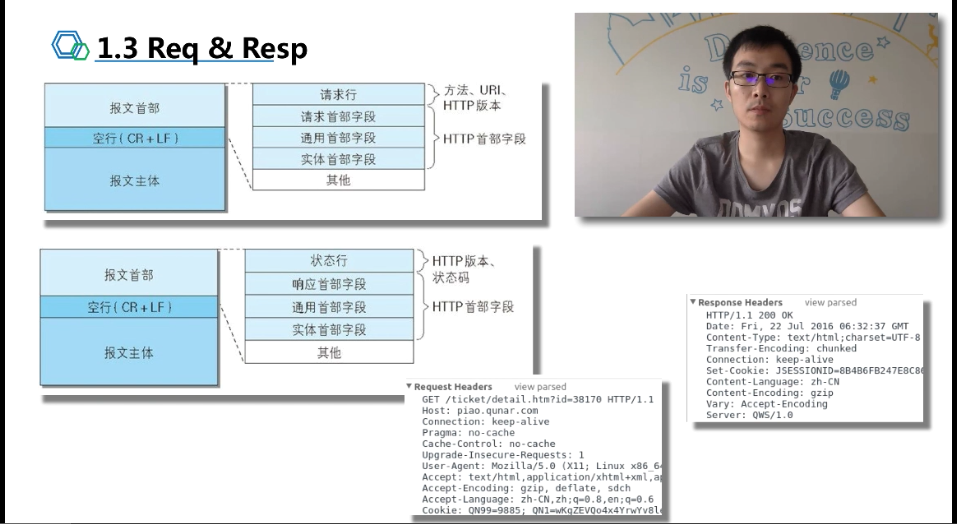 1.3 Req & Resp
报文首部
空行(CR+LF)
报文主体
请求行
请求首部字段
通用首部字段
实体首部字段
其他
方法、URI、
HTTP版本
HTTP首部字段
is
success
DOMYOS
报文首部
空行(CR+LF)
报文主体
状态行
响应首部字段
通用首部字段
实体首部字段
其他
HTTP版本、
状态码
HTTP首部字段
Request Headers view parsed
GET /ticket/detail.htm?id=38170 HTTP/1.1
Host: piao.qunar.com
Connection: keep-alive
Pragma: no-cache
Cache-Control: no-cache
Upgrade-Insecure-Requests: 1
User-Agent: Mozilla/5.0 (X11; Linux x86_64
Accept: text/html,application/xhtml+xml,ap
Accept-Encoding: gzip, deflate, sdch
Accept-Language: zh-CN,zh;q=0.8,en;q=0.6
Cookie: QN99=9885; QN1=wKgZEVQo4x4YrwYv8le
Response Headers view parsed
HTTP/1.1 200 OK
Date: Fri, 22 Jul 2016 06:32:37 GMT
Content-Type: text/html;charset=UTF-8
Transfer-Encoding: chunked
Connection: keep-alive
Set-Cookie: JSESSIONID=8B4B6FB247E8C8
Content-Language: zh-CN
Content-Encoding: gzip
Vary: Accept-Encoding
Server: QWS/1.0